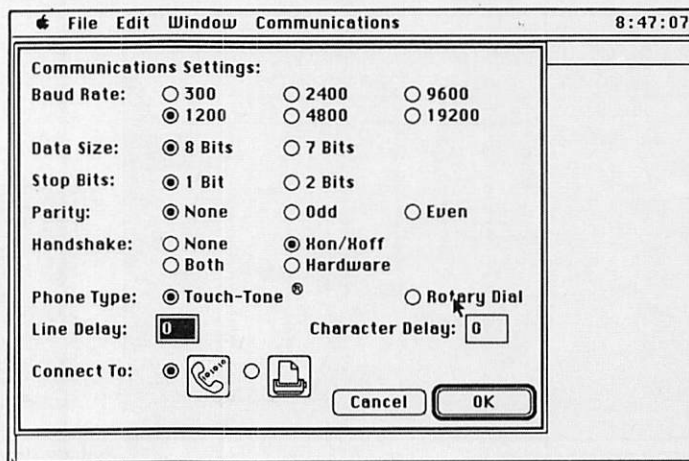 File Edit Window Communications 8:47:07
Communications Settings:
Baud Rate: 300 2400 9600
1200 4800 19200
Data Size: 8 Bits 7 Bits
Stop Bits: 1 Bit 2 Bits
Parity: None Odd Even
Handshake: None Xon/Xoff
Both Hardware
Phone Type: Touch-Tone ® Rotary Dial
Line Delay: 0 Character Delay: 0
Connect To:
Cancel OK